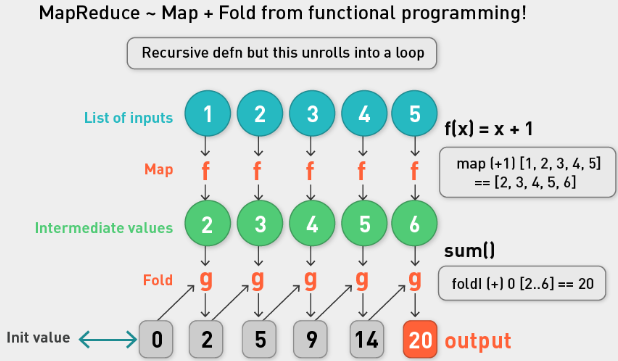 MapReduce ~ Map + Fold from functional programming!
Recursive defn but this unrolls into a loop
List of inputs 1 2 3 4 5
f(x) = x + 1
Map f f f f f
map (+1) [1, 2, 3, 4, 5]
== [2, 3, 4, 5, 6]
Intermediate values 2 3 4 5 6
sum()
Fold g g g g g
foldl (+) 0 [2..6] == 20
Init value 0 2 5 9 14 20 output